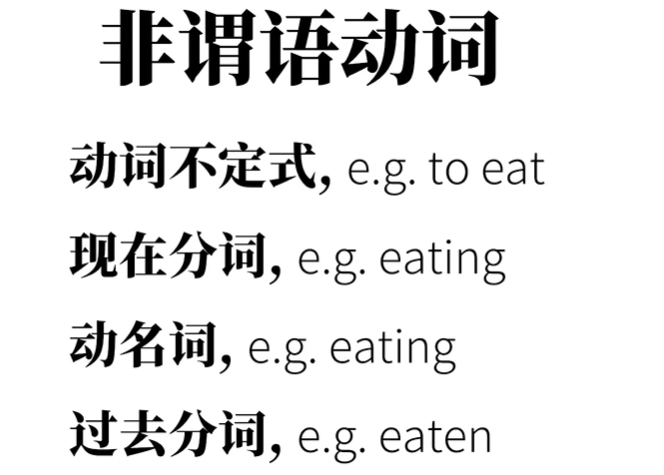 非谓语动词
动词不定式, e.g. to eat
现在分词, e.g. eating
动名词, e.g. eating
过去分词, e.g. eaten